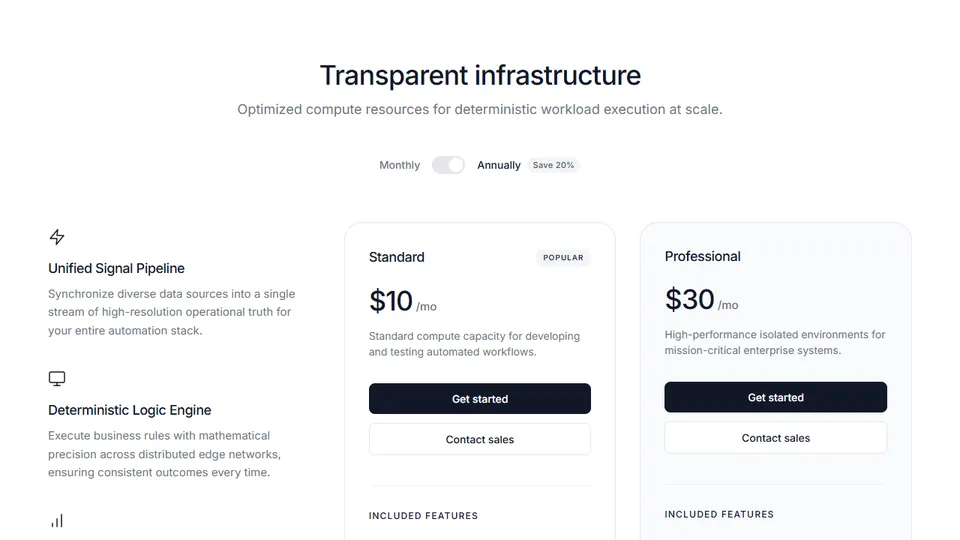 Transparent infrastructure
Optimized compute resources for deterministic workload execution at scale.
Monthly
Annually
Save 20%
Unified Signal Pipeline
Synchronize diverse data sources into a single
stream of high-resolution operational truth for
your entire automation stack.
Deterministic Logic Engine
Execute business rules with mathematical
precision across distributed edge networks,
ensuring consistent outcomes every time.
Standard
POPULAR
$10 /mo
Standard compute capacity for developing
and testing automated workflows.
Get started
Contact sales
INCLUDED FEATURES
Professional
$30 /mo
High-performance isolated environments for
mission-critical enterprise systems.
Get started
Contact sales
INCLUDED FEATURES